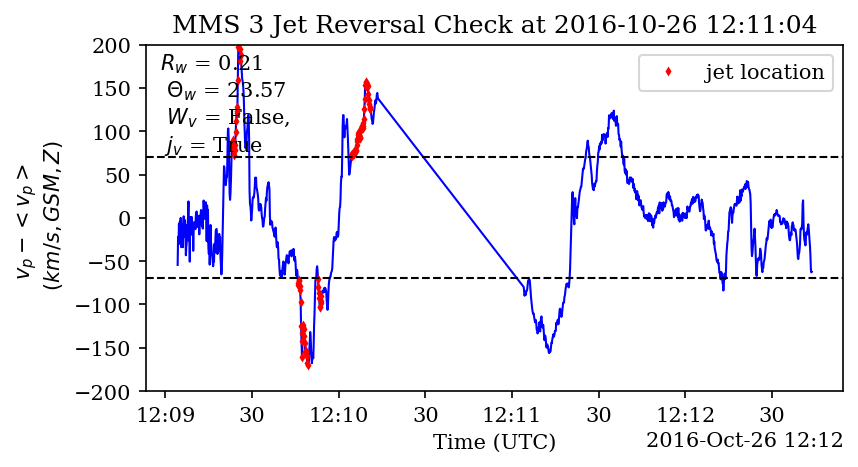 MMS 3 Jet Reversal Check at 2016-10-26 12:11:04
R_w = 0.21
Θ_w = 23.57
W_v = False,
j_v = True
jet location
v_p − < v_p >
(km/s, GSM, Z)
200
150
100
50
0
−50
−100
−150
−200
12:09 30 12:10 30 12:11 30 12:12 30
Time (UTC)
2016-Oct-26 12:12